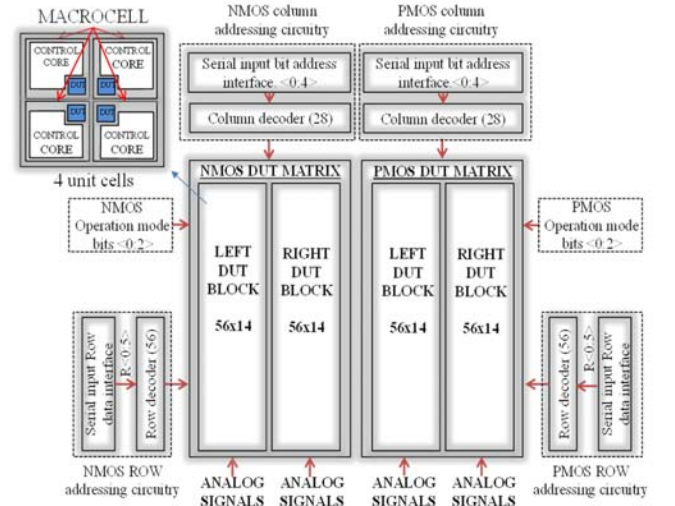 MACROCELL
CONTROL
CORE
CONTROL
CORE
DUT
DUT
DUT
DUT
CONTROL
CORE
CONTROL
CORE
4 unit cells
NMOS column
addressing circuitry
Serial input bit address
interface <0:4>
Column decoder (28)
PMOS column
addressing circuitry
Serial input bit address
interface <0:4>
Column decoder (28)
NMOS DUT MATRIX
PMOS DUT MATRIX
NMOS
Operation mode
bits <0:2>
LEFT
DUT
BLOCK
56x14
RIGHT
DUT
BLOCK
56x14
LEFT
DUT
BLOCK
56x14
RIGHT
DUT
BLOCK
56x14
PMOS
Operation mode
bits <0:2>
Serial input Row
data interface
R<0:5>
Row decoder (56)
NMOS ROW
addressing circuitry
Row decoder (56)
R<0:5>
Serial input Row
data interface
PMOS ROW
addressing circuitry
ANALOG
SIGNALS
ANALOG
SIGNALS
ANALOG
SIGNALS
ANALOG
SIGNALS